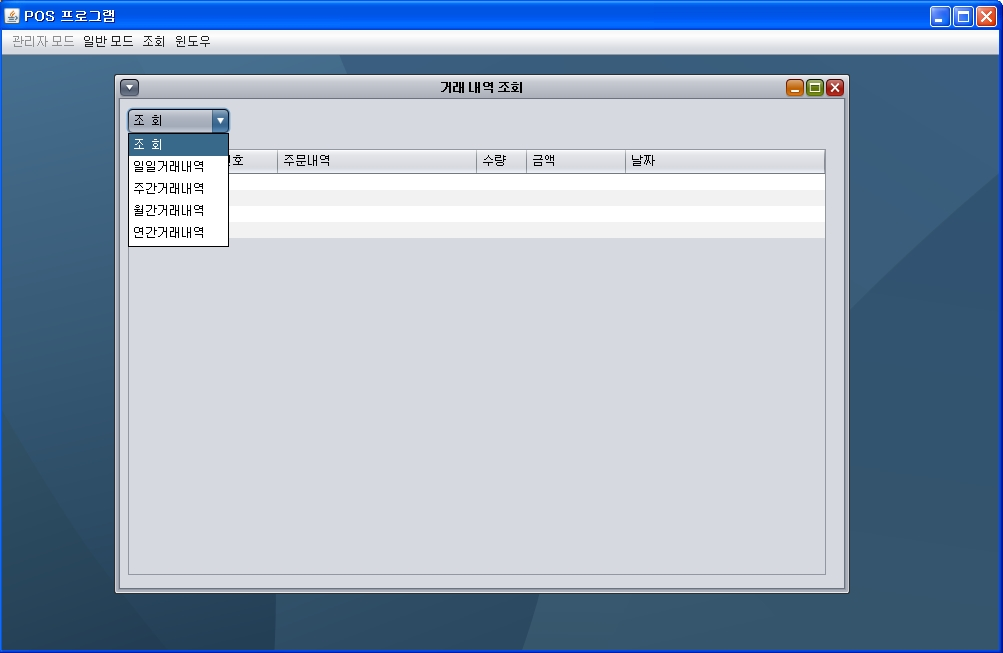 POS 프로그램
관리자 모드 일반 모드 조회 윈도우
거래 내역 조회
조 회
조 회
일일거래내역
주간거래내역
월간거래내역
연간거래내역
주문내역 수량 금액 날짜